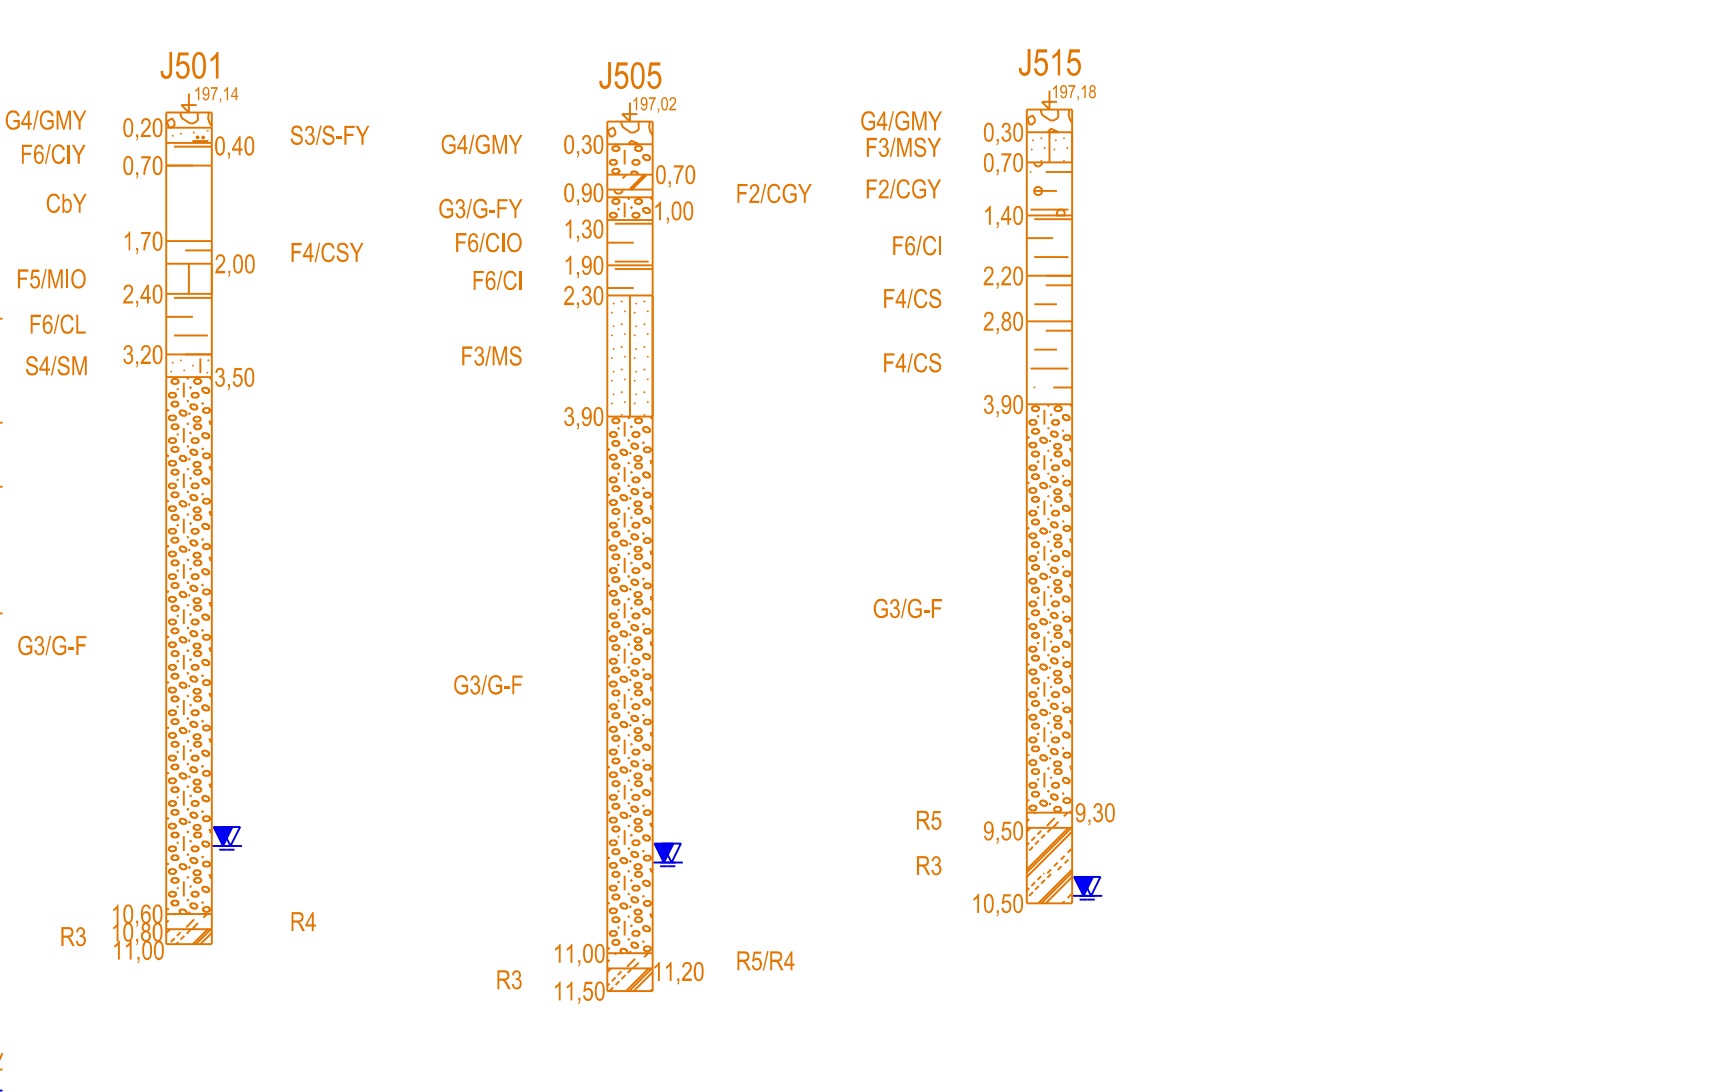 J501
197,14
G4/GMY
0,20
S3/S-FY
0,40
F6/CIY
0,70
CbY
1,70
F4/CSY
2,00
F5/MIO
2,40
F6/CL
3,20
S4/SM
3,50
G3/G-F
10,60
R4
10,80
R3
11,00
J505
197,02
G4/GMY
0,30
0,70
0,90
F2/CGY
G3/G-FY
1,00
1,30
F6/CIO
1,90
F6/CI
2,30
F3/MS
3,90
G3/G-F
11,00
R5/R4
11,20
R3
11,50
J515
197,18
G4/GMY
0,30
F3/MSY
0,70
F2/CGY
1,40
F6/CI
2,20
F4/CS
2,80
F4/CS
3,90
G3/G-F
9,30
R5
9,50
R3
10,50